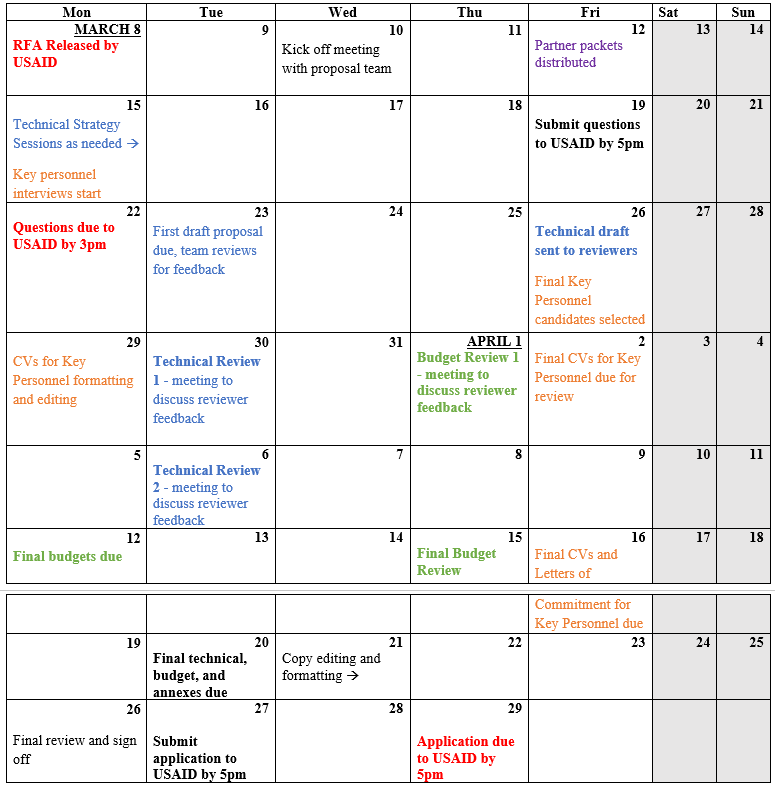 Mon Tue Wed Thu Fri Sat Sun
MARCH 8 9 10 11 12 13 14
RFA Released by
USAID
Kick off meeting
with proposal team
Partner packets
distributed
15 16 17 18 19 20 21
Technical Strategy
Sessions as needed →
Key personnel
interviews start
Submit questions
to USAID by 5pm
22 23 24 25 26 27 28
Questions due to
USAID by 3pm
First draft proposal
due, team reviews
for feedback
Technical draft
sent to reviewers
Final Key
Personnel
candidates selected
29 30 31 APRIL 1 2 3 4
CVs for Key
Personnel formatting
and editing
Technical Review
1 - meeting to
discuss reviewer
feedback
Budget Review 1
- meeting to
discuss reviewer
feedback
Final CVs for Key
Personnel due for
review
5 6 7 8 9 10 11
Technical Review
2 - meeting to
discuss reviewer
feedback
12 13 14 15 16 17 18
Final budgets due
Final Budget
Review
Final CVs and
Letters of
Commitment for
Key Personnel due
19 20 21 22 23 24 25
Final technical,
budget, and
annexes due
Copy editing and
formatting →
26 27 28 29
Final review and sign
off
Submit
application to
USAID by 5pm
Application due
to USAID by
5pm